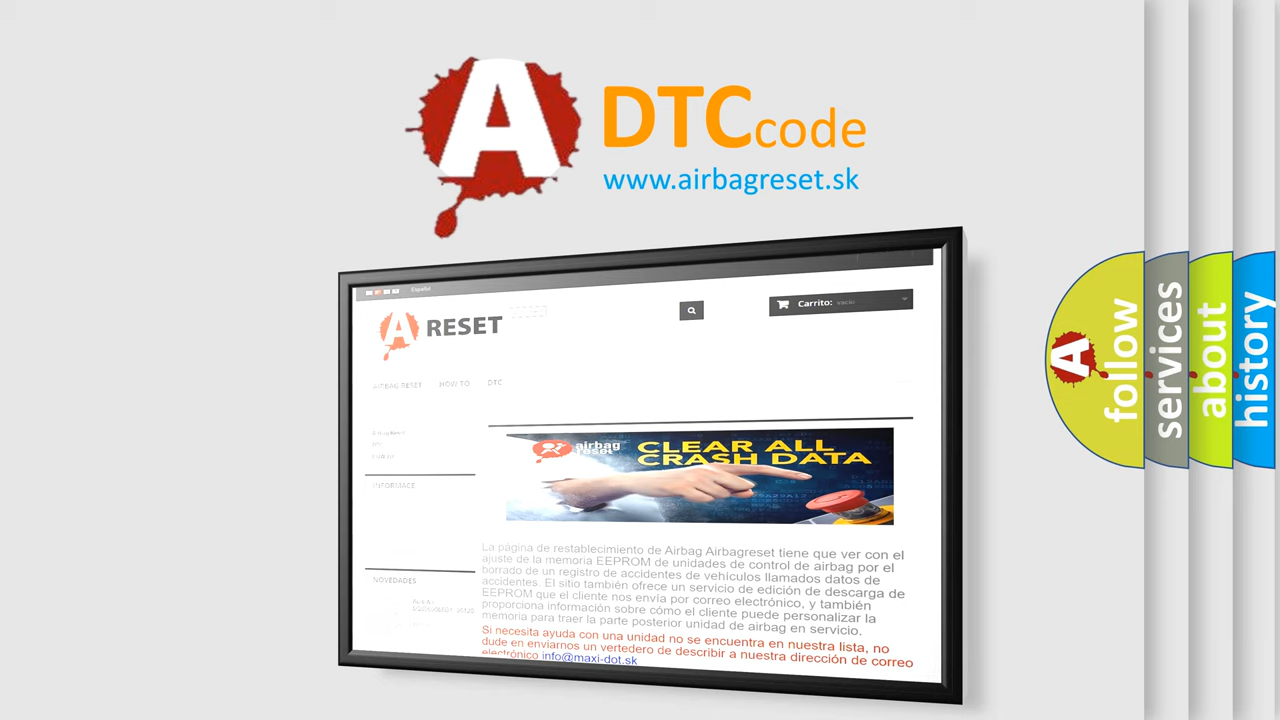 A
DTCcode
www.airbagreset.sk
Español
A RESET
Carrito: vacío
AIRBAG RESET HOW TO DTC
INFORMACE
NOVEDADES
airbag
reset
CLEAR ALL
CRASH DATA
La página de restablecimiento de Airbag Airbagreset tiene que ver con el
ajuste de la memoria EEPROM de unidades de control de airbag por el
borrado de un registro de accidentes de vehículos llamados datos de
accidentes. El sitio también ofrece un servicio de edición de descarga de
EEPROM que el cliente nos envía por correo electrónico, y también
proporciona información sobre cómo el cliente puede personalizar la
memoria para traer la parte posterior unidad de airbag en servicio.
Si necesita ayuda con una unidad no se encuentra en nuestra lista, no
dude en enviarnos un vertedero de describir a nuestra dirección de correo
electrónico info@maxi-dot.sk
A
follow
services
about
history